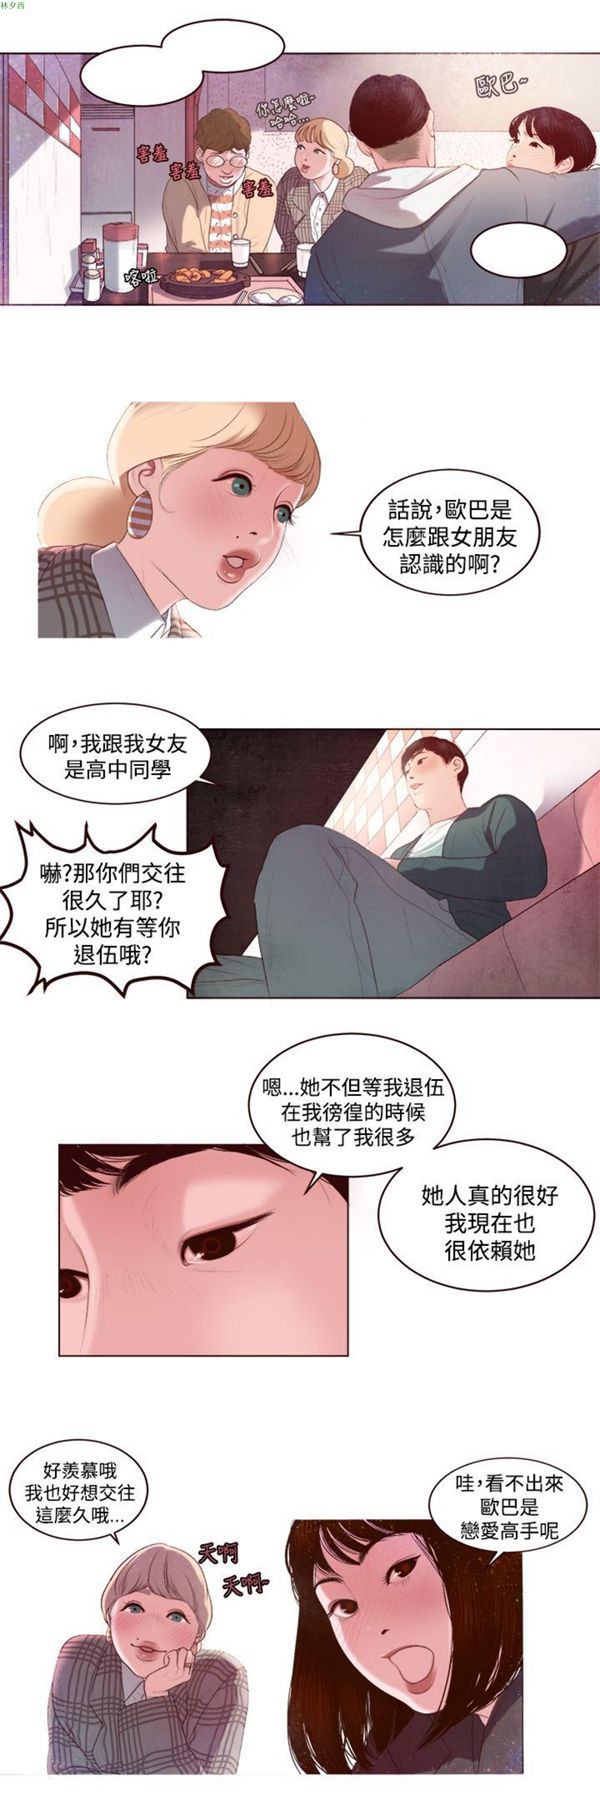 林夕西
你怎麼啦~
哈哈...
歐巴~
害羞
害羞
害羞
喀啦
話說，歐巴是
怎麼跟女朋友
認識的啊?
啊，我跟我女友
是高中同學
嚇?那你們交往
很久了耶?
所以她有等你
退伍哦?
嗯...她不但等我退伍
在我徬徨的時候
也幫了我很多
她人真的很好
我現在也
很依賴她
好羨慕哦
我也好想交往
這麼久哦...
天啊
天啊~
哇，看不出來
歐巴是
戀愛高手呢